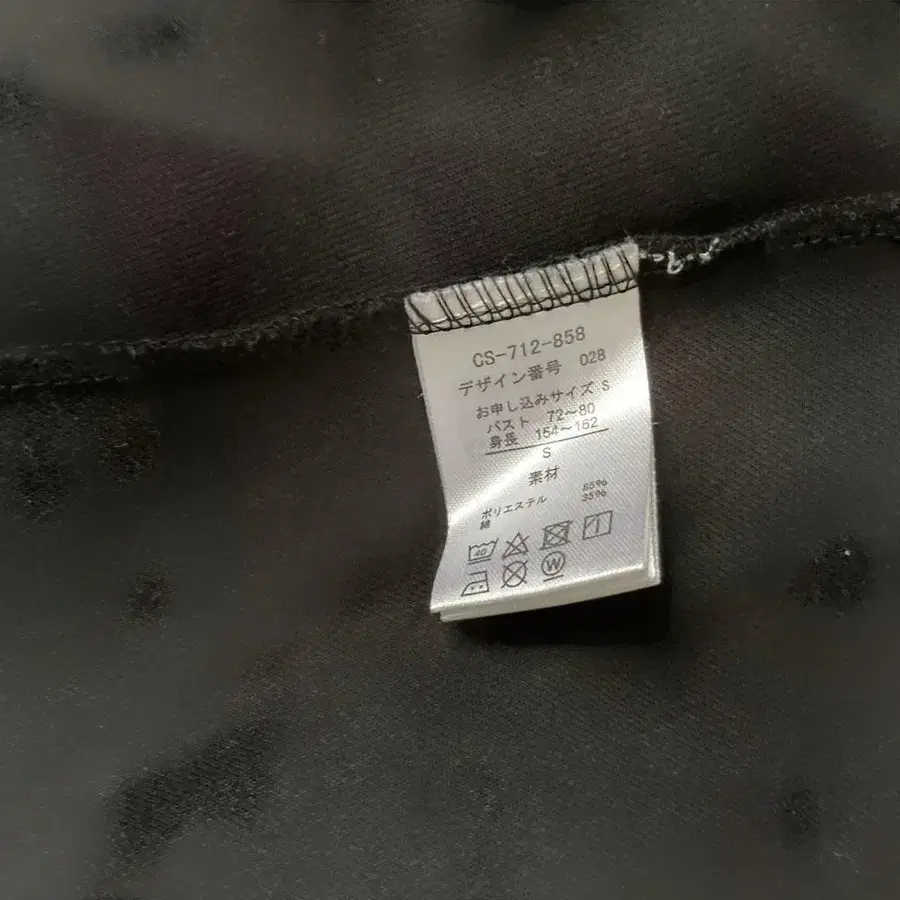 CS-712-858
デザイン番号 028
お申し込みサイズ S
バスト 72~80
身長 154~162
S
素材
ポリエステル 65%
綿 35%
40
W